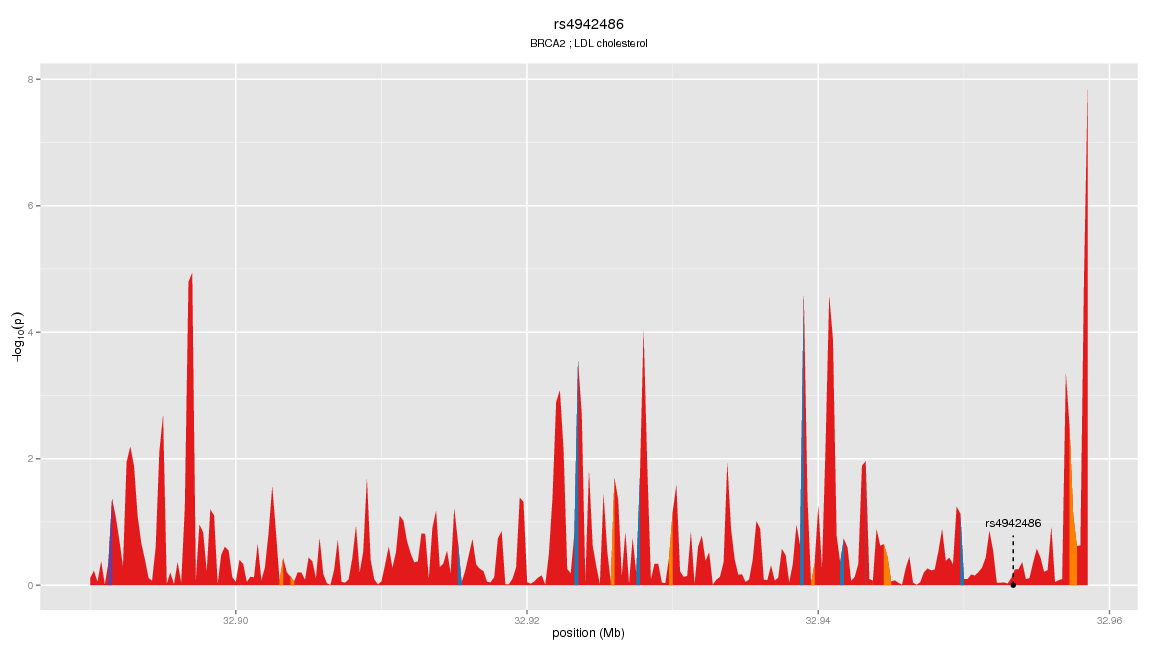 rs4942486
BRCA2 ; LDL cholesterol
8
6
4
2
0
−log10(p)
rs4942486
32.90
32.92
32.94
32.96
position (Mb)